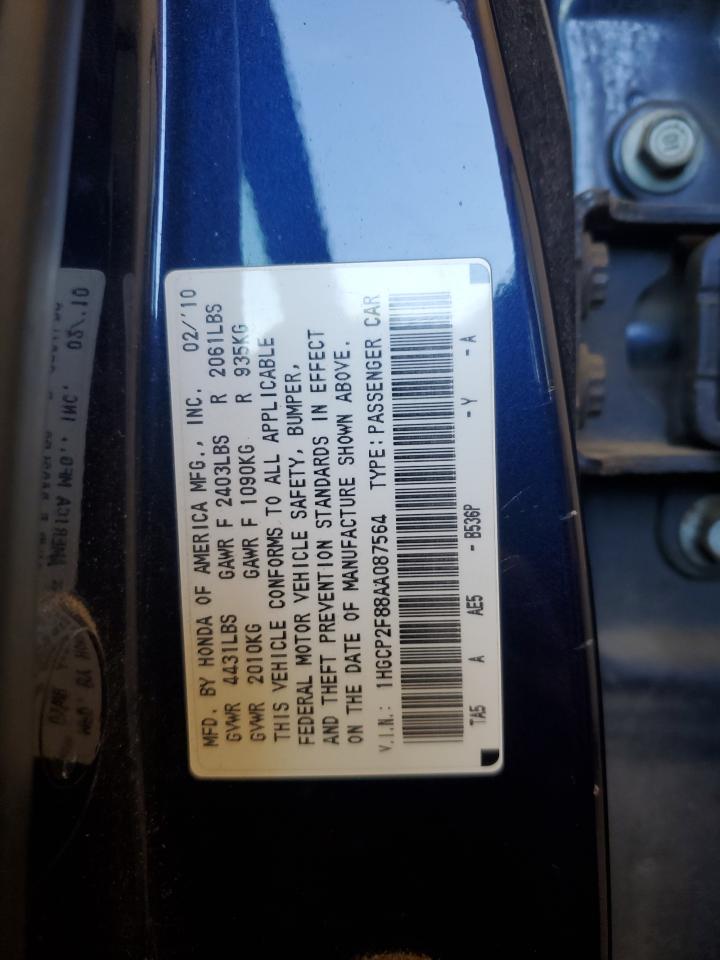 MFD. BY HONDA OF AMERICA MFG., INC. 02/'10
GVWR 4431LBS GAWR F 2403LBS R 2061LBS
GVWR 2010KG GAWR F 1090KG R 935KG
THIS VEHICLE CONFORMS TO ALL APPLICABLE
FEDERAL MOTOR VEHICLE SAFETY, BUMPER,
AND THEFT PREVENTION STANDARDS IN EFFECT
ON THE DATE OF MANUFACTURE SHOWN ABOVE.
V.I.N.: 1HGCP2F88AA087564 TYPE: PASSENGER CAR
TA5 A AE5 - B536P - Y - A